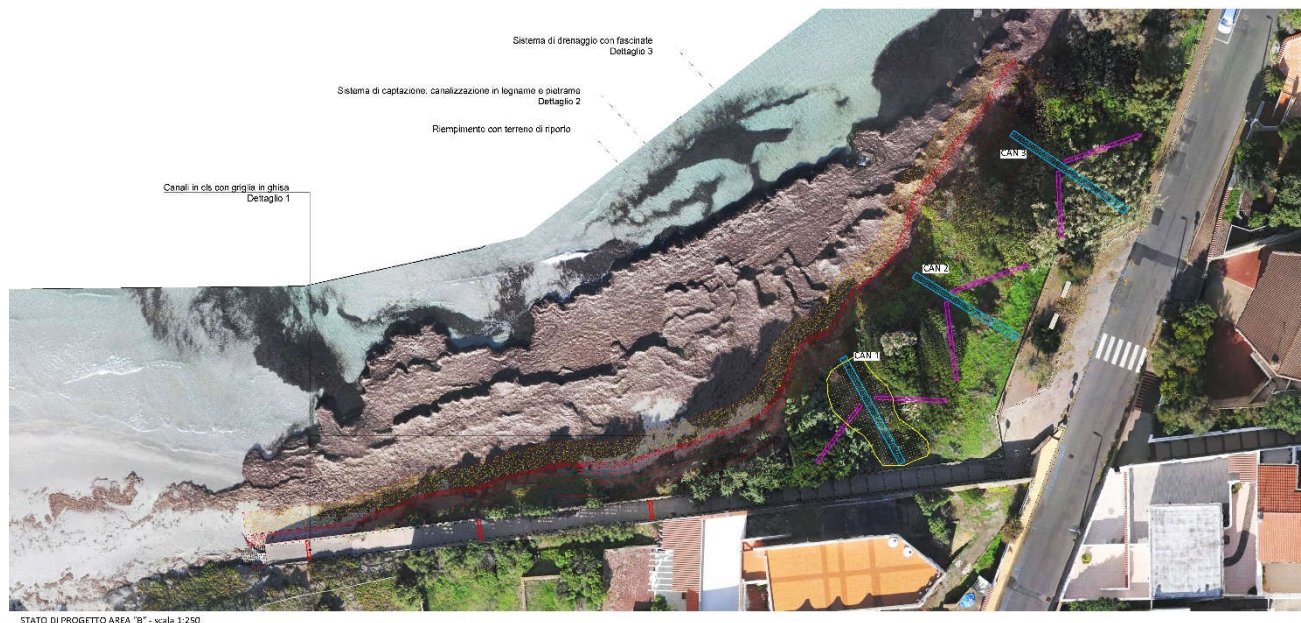 Sistema di drenaggio con fascinate
Dettaglio 3
Sistema di captazione: canalizzazione in legname e pietrame
Dettaglio 2
Riempimento con terreno di riporto
Canali in cls con griglia in ghisa
Dettaglio 1
CAN 3
CAN 2
CAN 1
STATO DI PROGETTO AREA "B" - scala 1:250